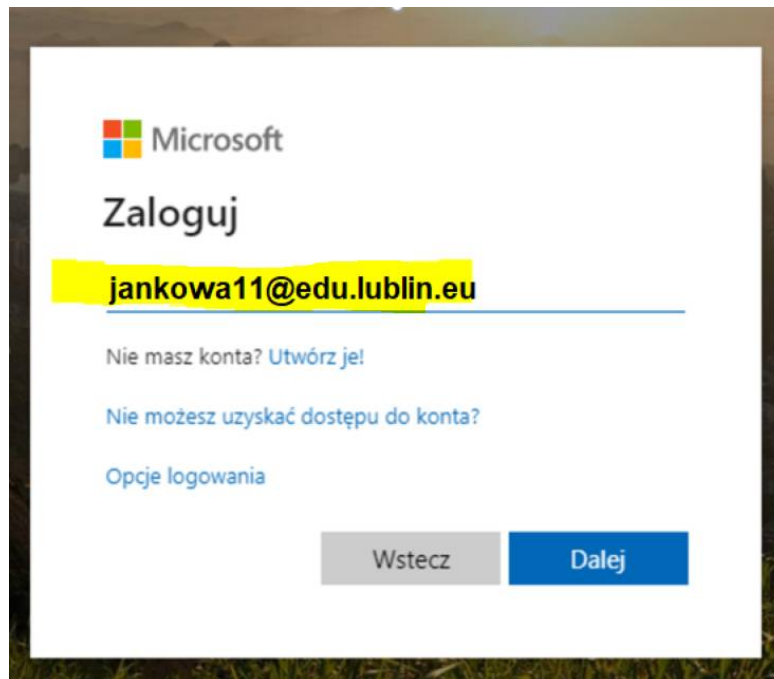 Microsoft
Zaloguj
jankowa11@edu.lublin.eu
Nie masz konta? Utwórz je!
Nie możesz uzyskać dostępu do konta?
Opcje logowania
Wstecz Dalej